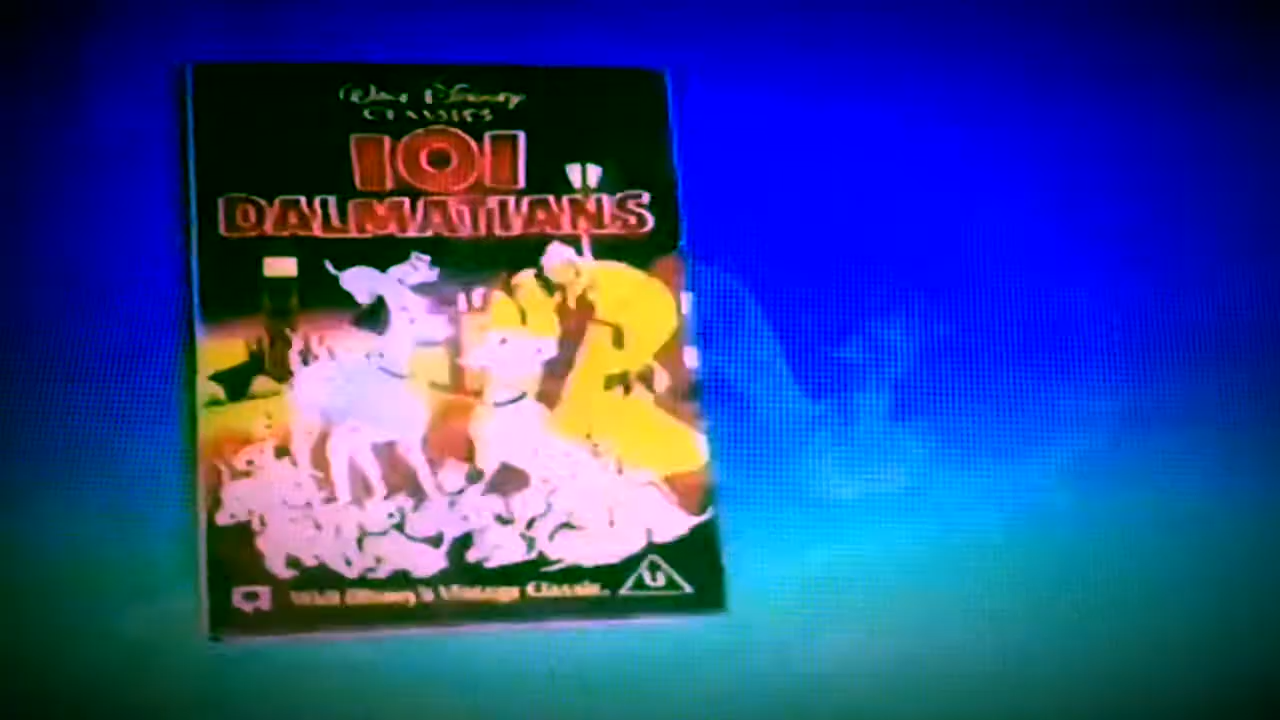 Walt Disney
CLASSICS
101
DALMATIANS
Walt Disney's Vintage Classic.
U